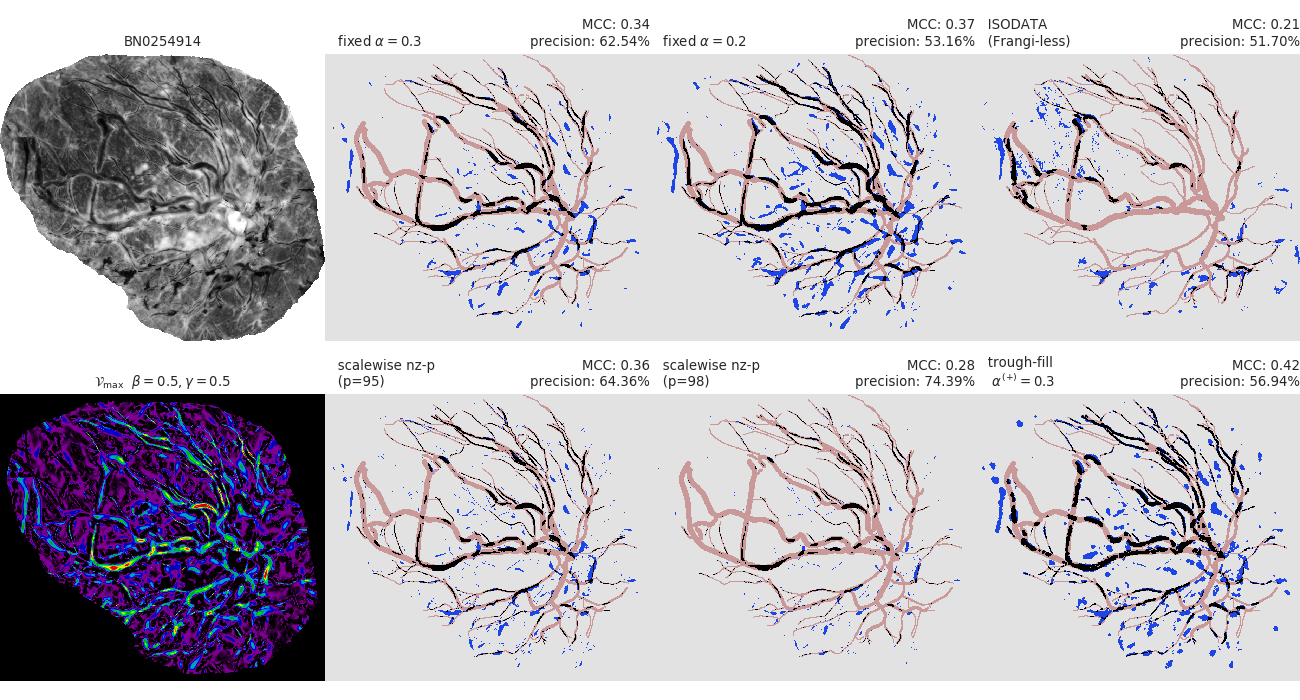 BN0254914
fixed α = 0.3
MCC: 0.34
precision: 62.54%
fixed α = 0.2
MCC: 0.37
precision: 53.16%
ISODATA
(Frangi-less)
MCC: 0.21
precision: 51.70%
𝒱max β = 0.5, γ = 0.5
scalewise nz-p
(p=95)
MCC: 0.36
precision: 64.36%
scalewise nz-p
(p=98)
MCC: 0.28
precision: 74.39%
trough-fill
α(+) = 0.3
MCC: 0.42
precision: 56.94%